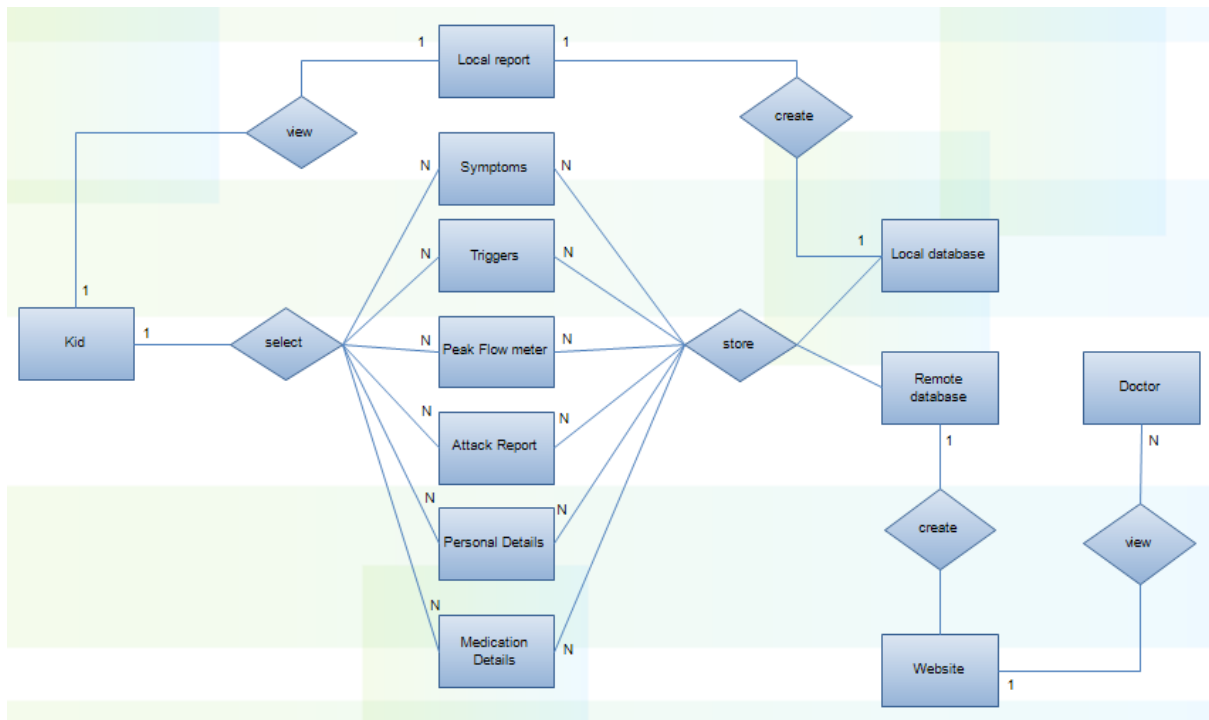 1
Local report
1
view
create
N
Symptoms
N
N
Triggers
N
1
Local database
1
Kid
1
select
N
Peak Flow meter
N
store
Remote
database
Doctor
N
Attack Report
N
1
N
N
Personal Details
N
create
view
N
Medication
Details
N
Website
1